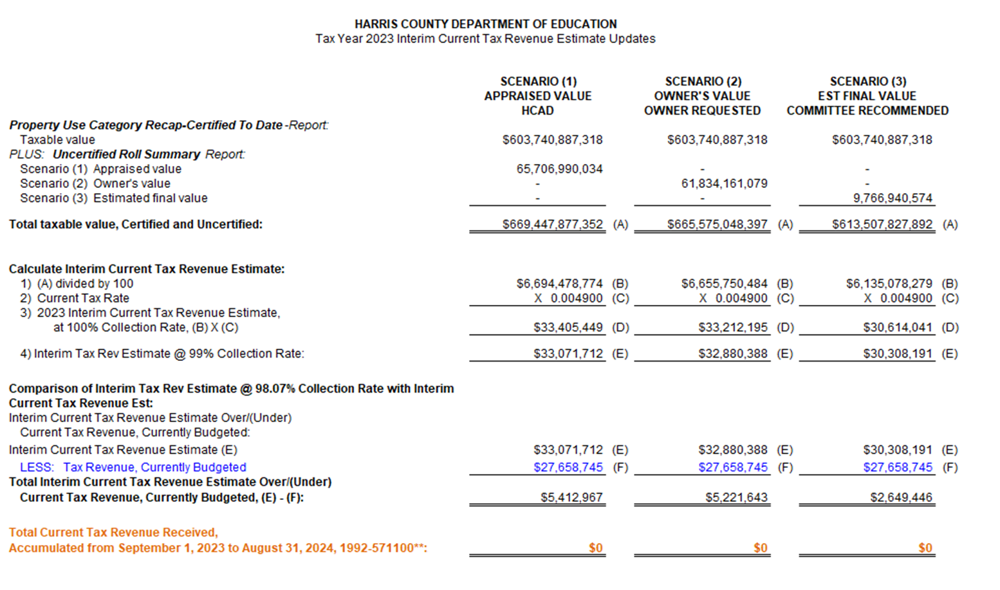 HARRIS COUNTY DEPARTMENT OF EDUCATION
Tax Year 2023 Interim Current Tax Revenue Estimate Updates
SCENARIO (1) SCENARIO (2) SCENARIO (3)
APPRAISED VALUE OWNER'S VALUE EST FINAL VALUE
HCAD OWNER REQUESTED COMMITTEE RECOMMENDED
Property Use Category Recap-Certified To Date -Report:
Taxable value $603,740,887,318 $603,740,887,318 $603,740,887,318
PLUS: Uncertified Roll Summary Report:
Scenario (1) Appraised value 65,706,990,034 - -
Scenario (2) Owner's value - 61,834,161,079 -
Scenario (3) Estimated final value - - 9,766,940,574
Total taxable value, Certified and Uncertified: $669,447,877,352 (A) $665,575,048,397 (A) $613,507,827,892 (A)
Calculate Interim Current Tax Revenue Estimate:
1) (A) divided by 100 $6,694,478,774 (B) $6,655,750,484 (B) $6,135,078,279 (B)
2) Current Tax Rate X 0.004900 (C) X 0.004900 (C) X 0.004900 (C)
3) 2023 Interim Current Tax Revenue Estimate,
at 100% Collection Rate, (B) X (C) $33,405,449 (D) $33,212,195 (D) $30,614,041 (D)
4) Interim Tax Rev Estimate @ 99% Collection Rate: $33,071,712 (E) $32,880,388 (E) $30,308,191 (E)
Comparison of Interim Tax Rev Estimate @ 98.07% Collection Rate with Interim
Current Tax Revenue Est:
Interim Current Tax Revenue Estimate Over/(Under)
Current Tax Revenue, Currently Budgeted:
Interim Current Tax Revenue Estimate (E) $33,071,712 (E) $32,880,388 (E) $30,308,191 (E)
LESS: Tax Revenue, Currently Budgeted $27,658,745 (F) $27,658,745 (F) $27,658,745 (F)
Total Interim Current Tax Revenue Estimate Over/(Under)
Current Tax Revenue, Currently Budgeted, (E) - (F): $5,412,967 $5,221,643 $2,649,446
Total Current Tax Revenue Received,
Accumulated from September 1, 2023 to August 31, 2024, 1992-571100**: $0 $0 $0